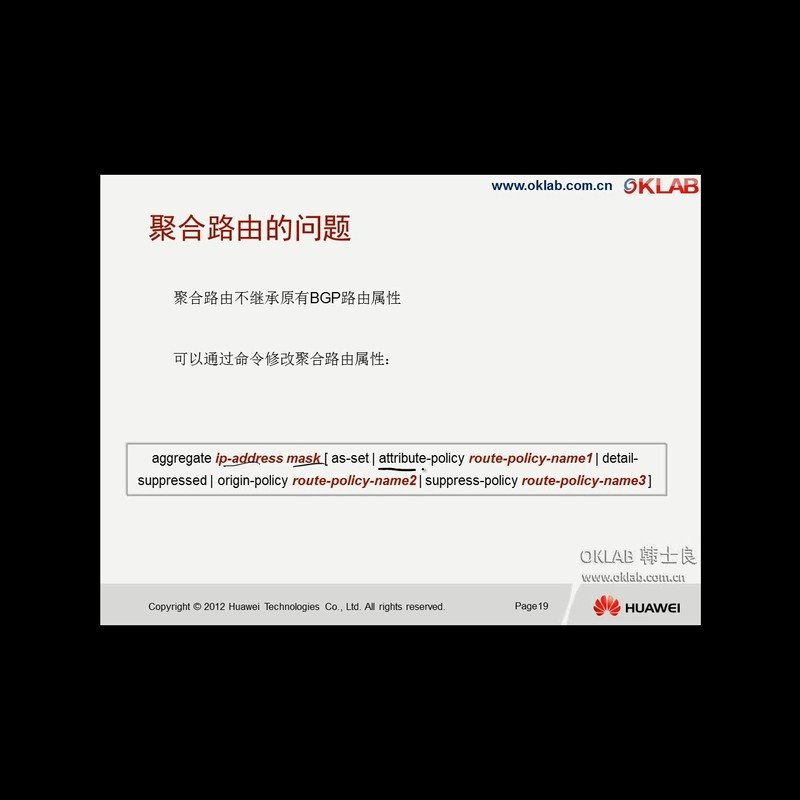 www.oklab.com.cn OKLAB
聚合路由的问题
聚合路由不继承原有BGP路由属性
可以通过命令修改聚合路由属性：
aggregate ip-address mask [ as-set | attribute-policy route-policy-name1 | detail-
suppressed | origin-policy route-policy-name2 | suppress-policy route-policy-name3 ]
OKLAB 韩士良
www.oklab.com.cn
Copyright © 2012 Huawei Technologies Co., Ltd. All rights reserved. Page19 HUAWEI